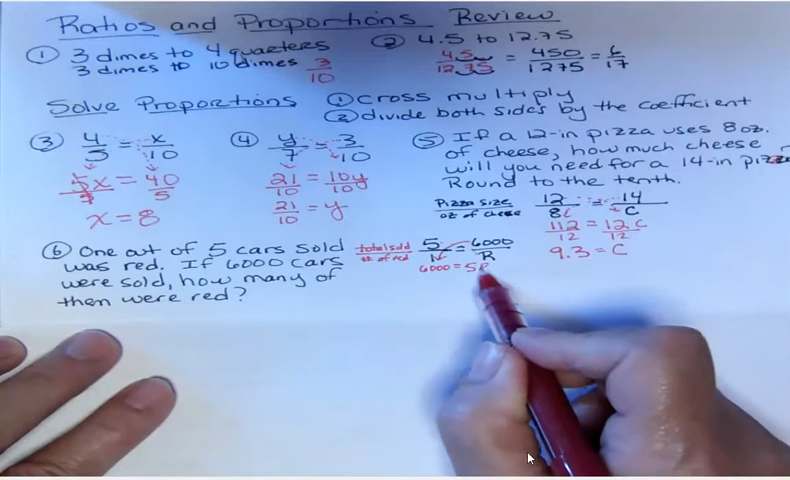 Ratios and Proportions Review
① 3 dimes to 4 quarters
3 dimes to 10 dimes 3/10
② 4.5 to 12.75
4.5/12.75 = 450/1275 = 6/17
Solve Proportions
① cross multiply
② divide both sides by the coefficient
③ 4/5 = x/10
5x/5 = 40/5
x = 8
④ y/7 = 3/10
21/10 = 10y/10
21/10 = y
⑤ If a 12-in pizza uses 8 oz.
of cheese, how much cheese
will you need for a 14-in pizza
Round to the tenth.
Pizza size/oz of cheese 12/8 = 14/C
112/12 = 12C/12
9.3 = C
⑥ One out of 5 cars sold
was red. If 6000 cars
were sold, how many of
them were red?
total sold/# of red 5/1 = 6000/R
6000 = 5R